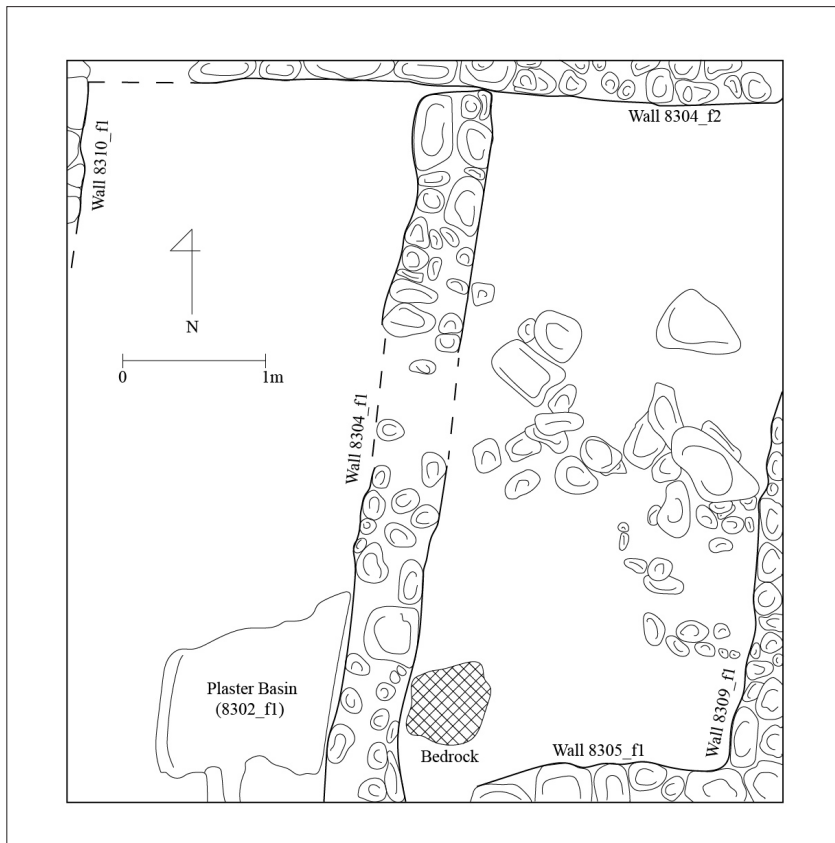 Wall 8304_f2
Wall 8310_f1
N
0 1m
Wall 8304_f1
Plaster Basin
(8302_f1)
Bedrock
Wall 8305_f1
Wall 8309_f1